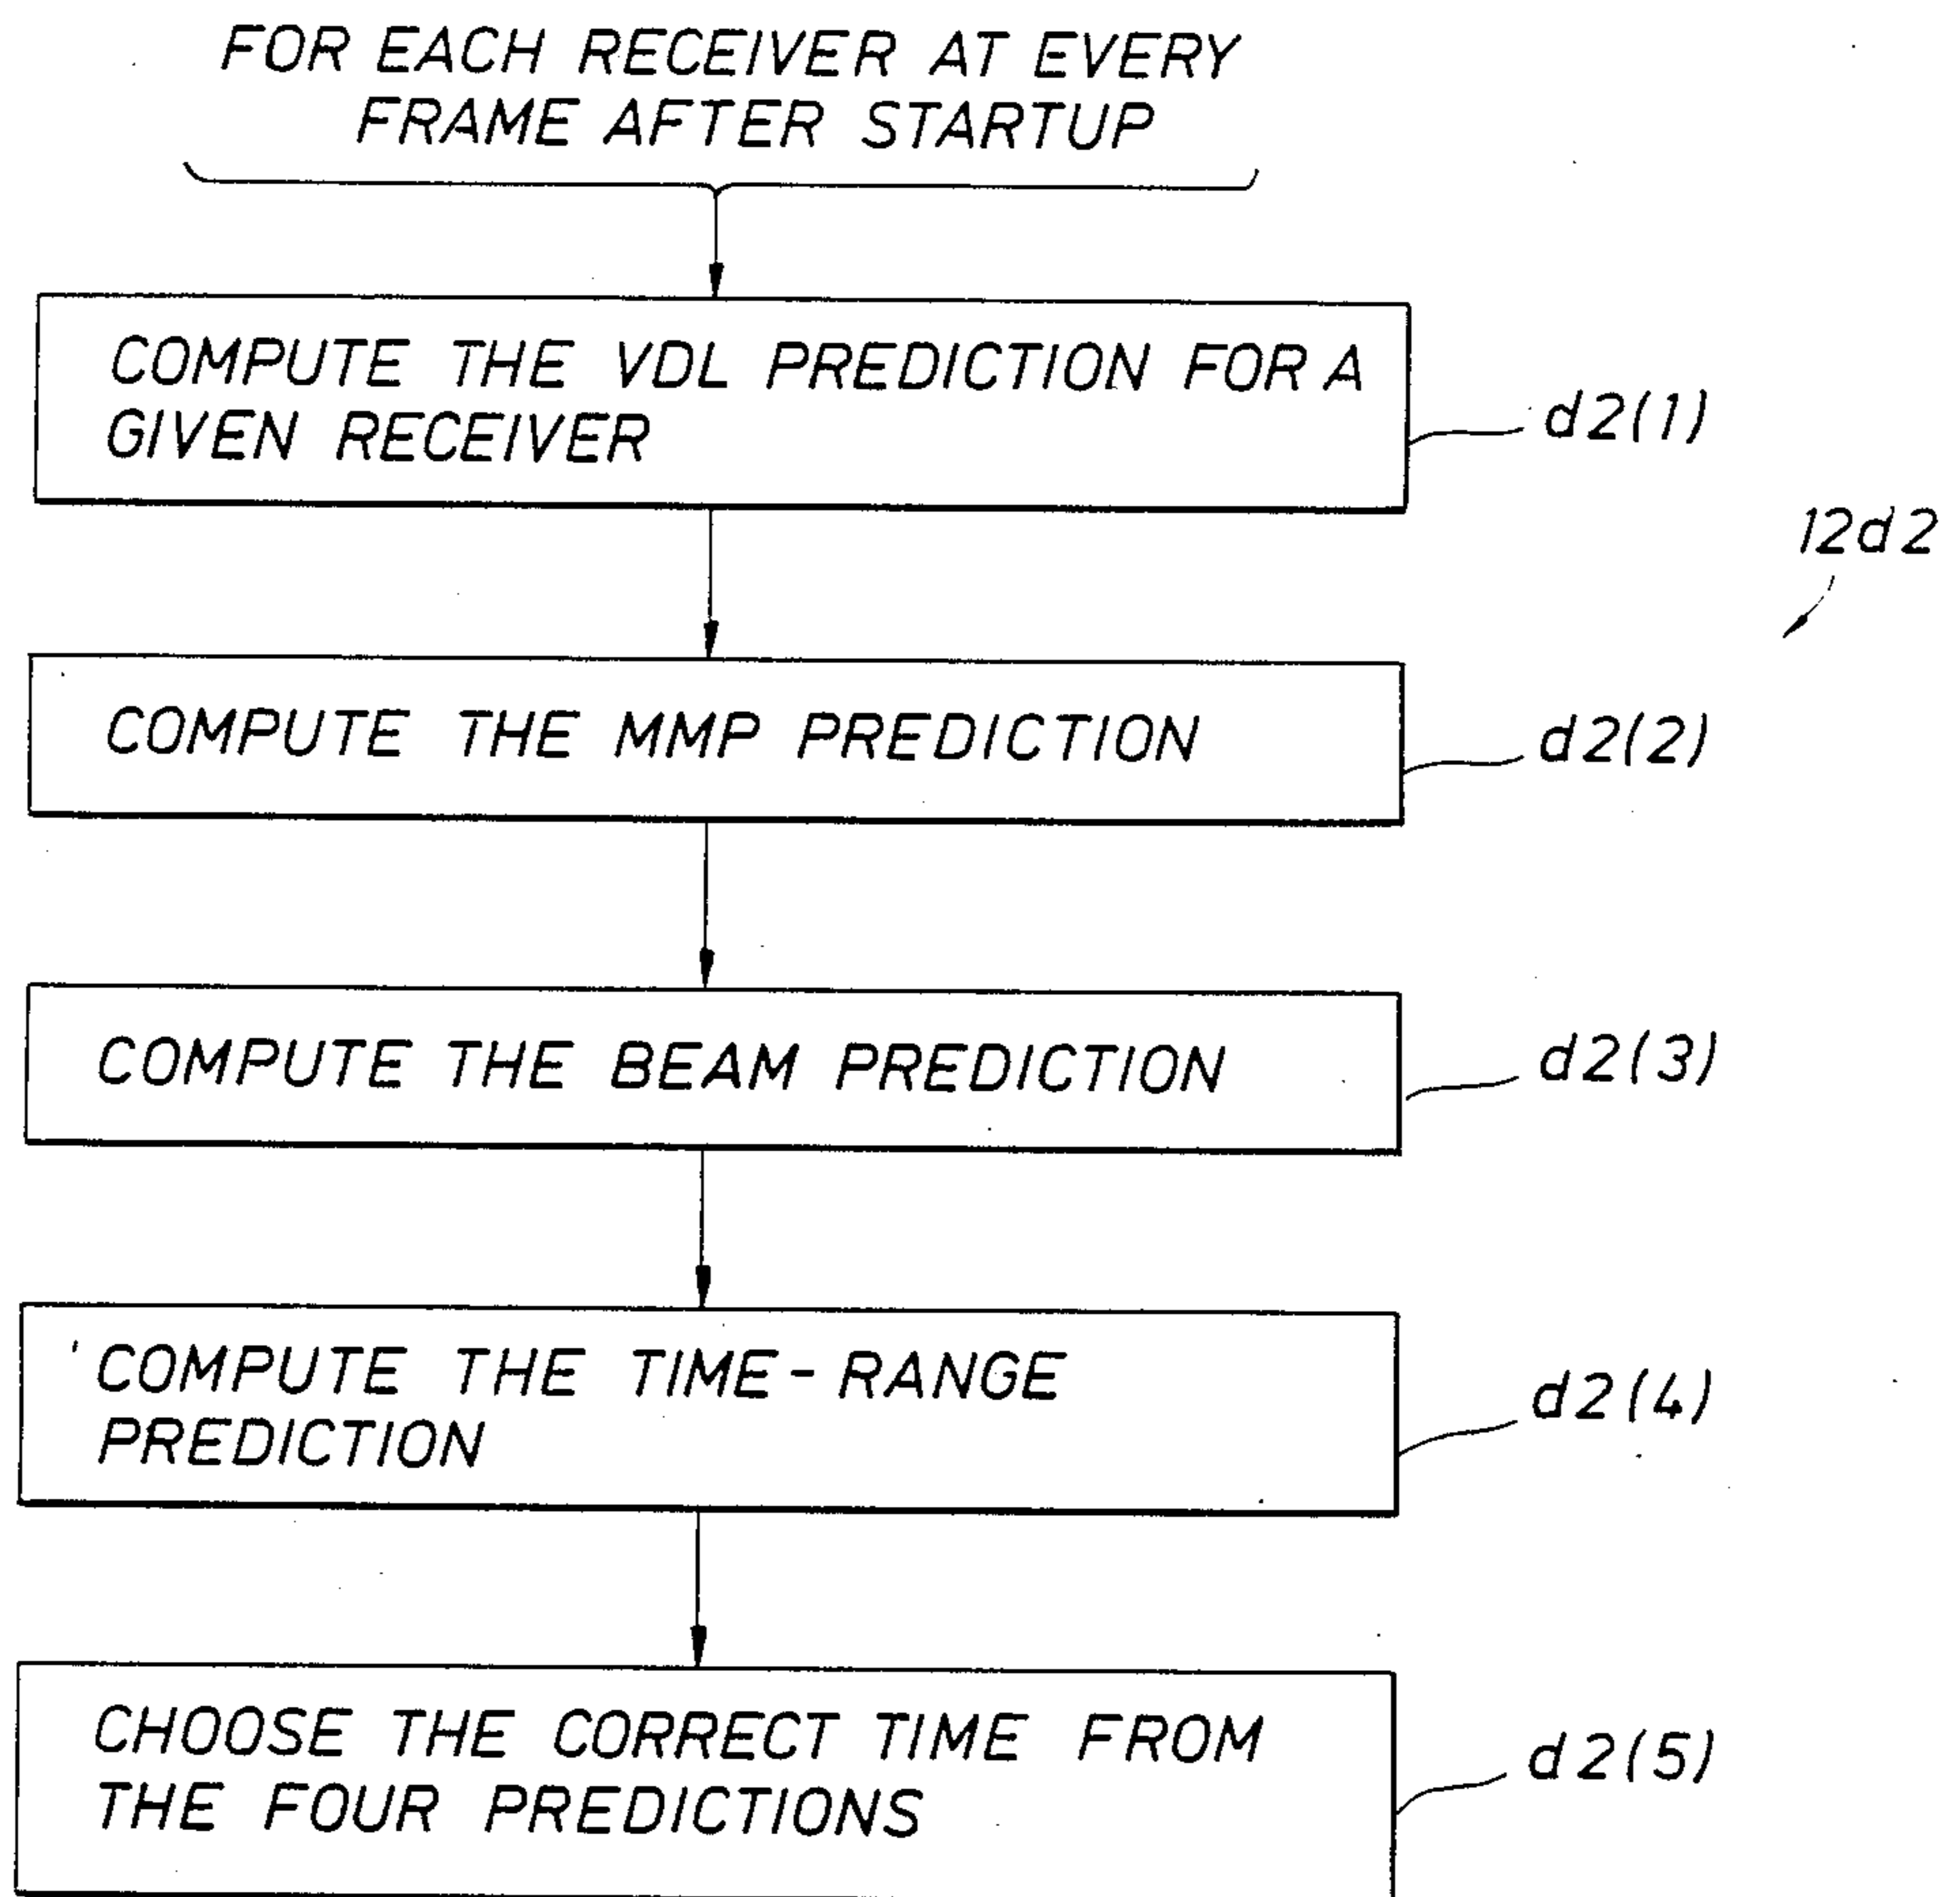 FOR EACH RECEIVER AT EVERY
FRAME AFTER STARTUP
COMPUTE THE VDL PREDICTION FOR A
GIVEN RECEIVER
d2(1)
12d2
COMPUTE THE MMP PREDICTION
d2(2)
COMPUTE THE BEAM PREDICTION
d2(3)
COMPUTE THE TIME-RANGE
PREDICTION
d2(4)
CHOOSE THE CORRECT TIME FROM
THE FOUR PREDICTIONS
d2(5)